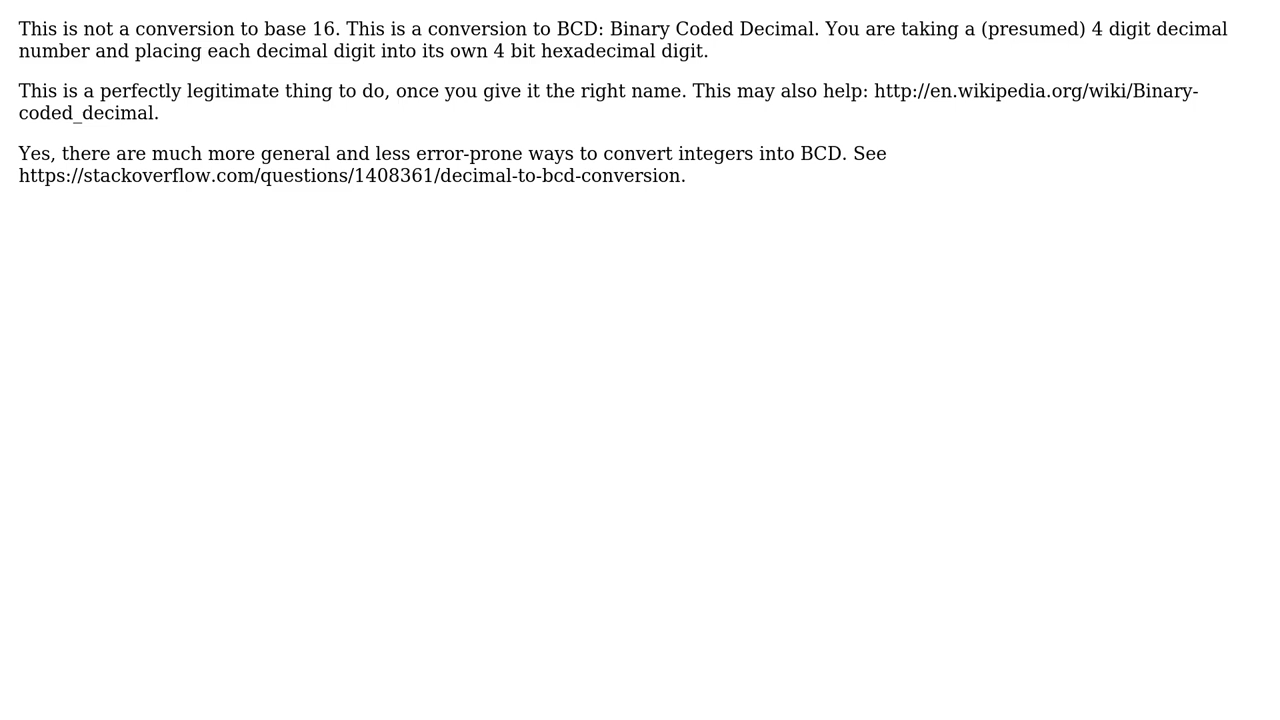 This is not a conversion to base 16. This is a conversion to BCD: Binary Coded Decimal. You are taking a (presumed) 4 digit decimal
number and placing each decimal digit into its own 4 bit hexadecimal digit.
This is a perfectly legitimate thing to do, once you give it the right name. This may also help: http://en.wikipedia.org/wiki/Binary-
coded_decimal.
Yes, there are much more general and less error-prone ways to convert integers into BCD. See
https://stackoverflow.com/questions/1408361/decimal-to-bcd-conversion.